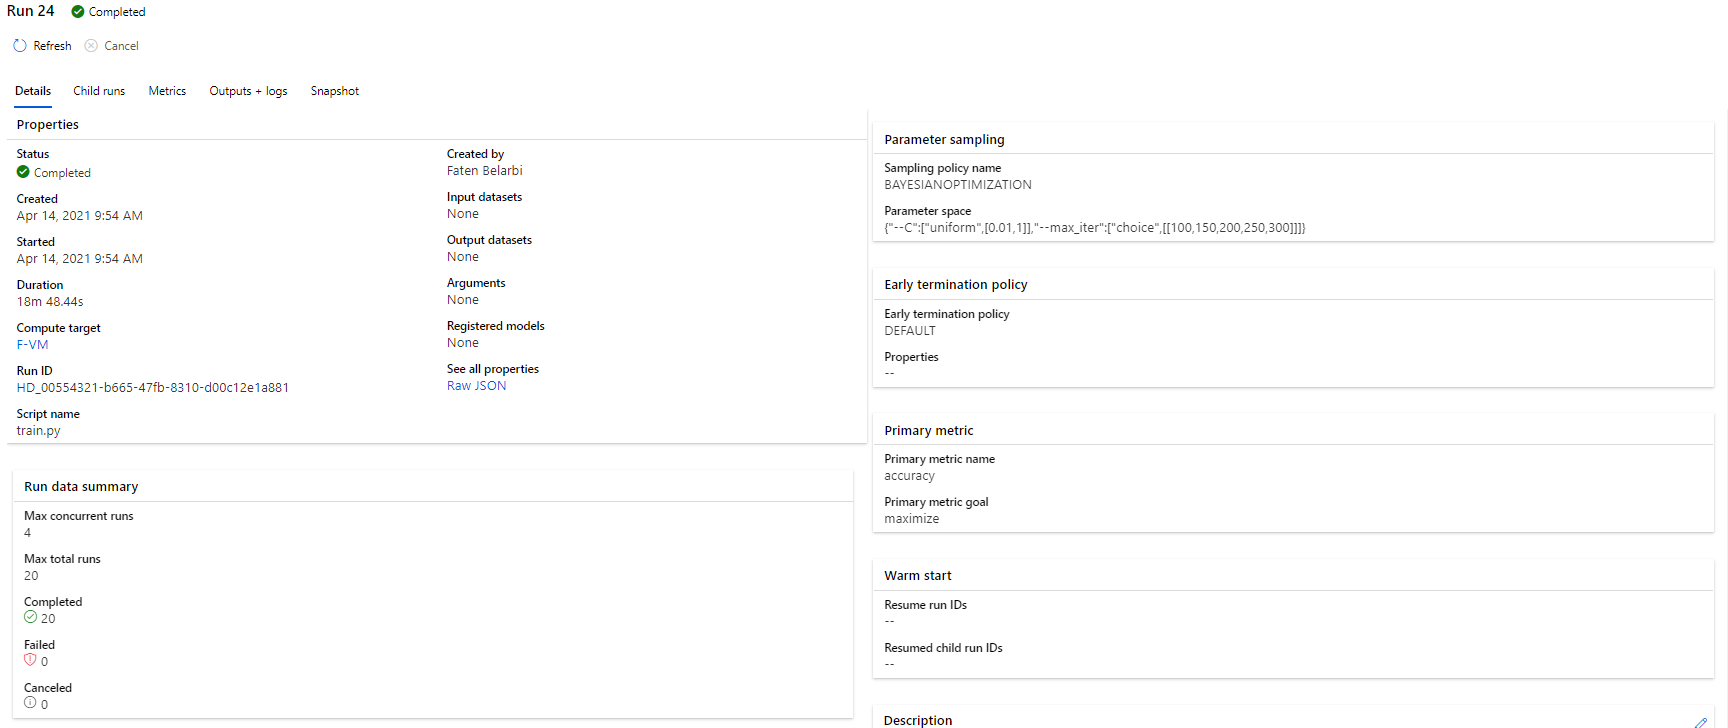 Run 24 Completed
Refresh Cancel
Details Child runs Metrics Outputs + logs Snapshot
Properties
Status
Completed
Created
Apr 14, 2021 9:54 AM
Started
Apr 14, 2021 9:54 AM
Duration
18m 48.44s
Compute target
F-VM
Run ID
HD_00554321-b665-47fb-8310-d00c12e1a881
Script name
train.py
Created by
Faten Belarbi
Input datasets
None
Output datasets
None
Arguments
None
Registered models
None
See all properties
Raw JSON
Run data summary
Max concurrent runs
4
Max total runs
20
Completed
20
Failed
0
Canceled
0
Parameter sampling
Sampling policy name
BAYESIANOPTIMIZATION
Parameter space
{"--C":["uniform",[0.01,1]],"--max_iter":["choice",[[100,150,200,250,300]]]}
Early termination policy
Early termination policy
DEFAULT
Properties
--
Primary metric
Primary metric name
accuracy
Primary metric goal
maximize
Warm start
Resume run IDs
--
Resumed child run IDs
--
Description